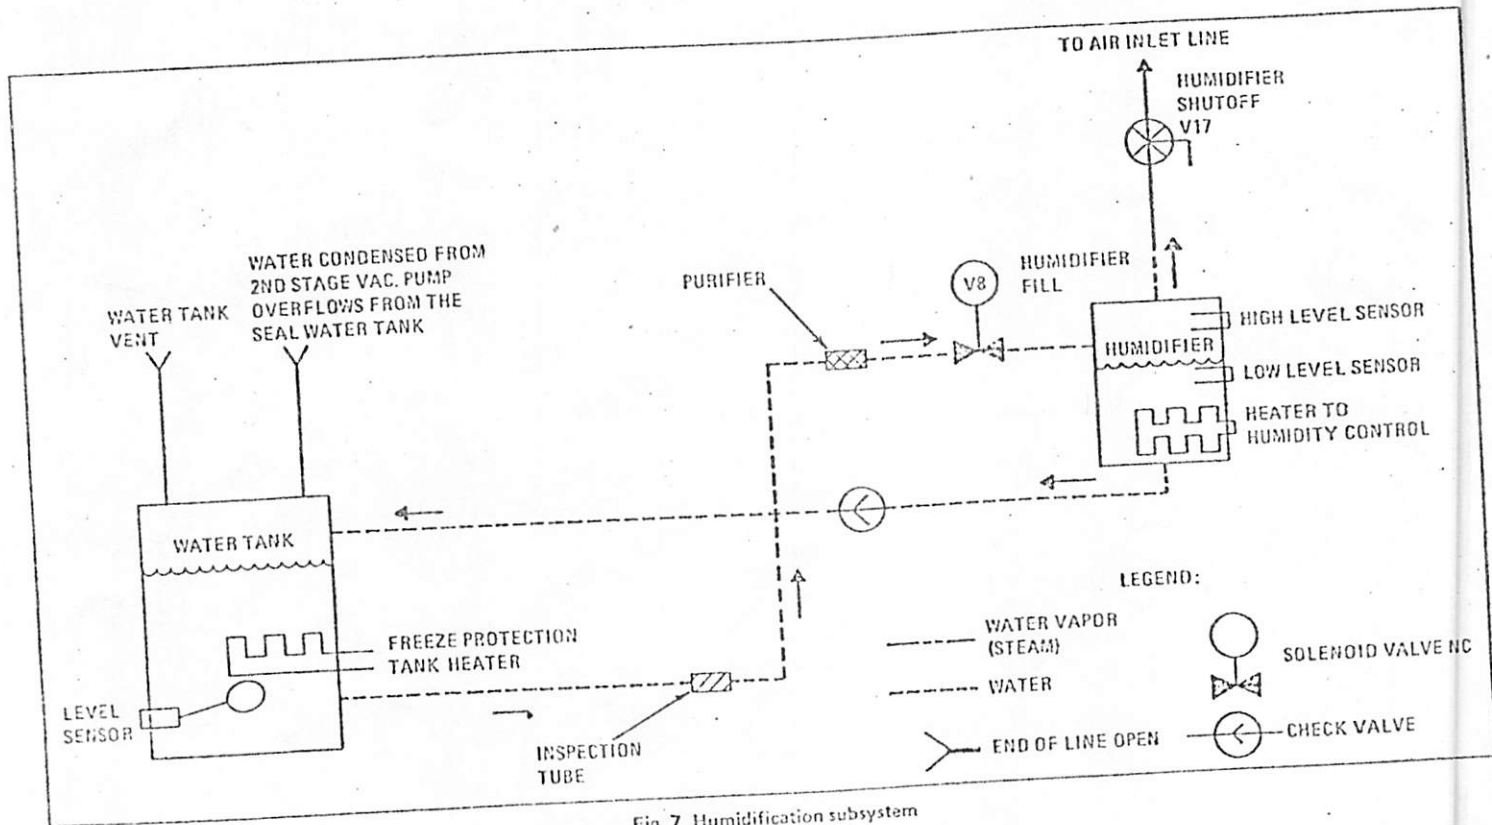 TO AIR INLET LINE
HUMIDIFIER
SHUTOFF
V17
WATER CONDENSED FROM
2ND STAGE VAC. PUMP
OVERFLOWS FROM THE
SEAL WATER TANK
WATER TANK
VENT
PURIFIER
V8
HUMIDIFIER
FILL
HIGH LEVEL SENSOR
HUMIDIFIER
LOW LEVEL SENSOR
HEATER TO
HUMIDITY CONTROL
WATER TANK
FREEZE PROTECTION
TANK HEATER
LEVEL
SENSOR
INSPECTION
TUBE
LEGEND:
WATER VAPOR
(STEAM)
WATER
END OF LINE OPEN
SOLENOID VALVE NC
CHECK VALVE
Fig. 7 Humidification subsystem